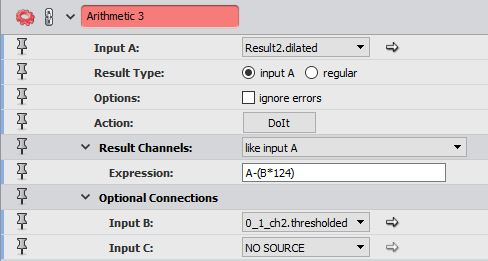 Arithmetic 3
Input A: Result2.dilated
Result Type: input A regular
Options: ignore errors
Action: DoIt
Result Channels: like input A
Expression: A-(B*124)
Optional Connections
Input B: 0_1_ch2.thresholded
Input C: NO SOURCE